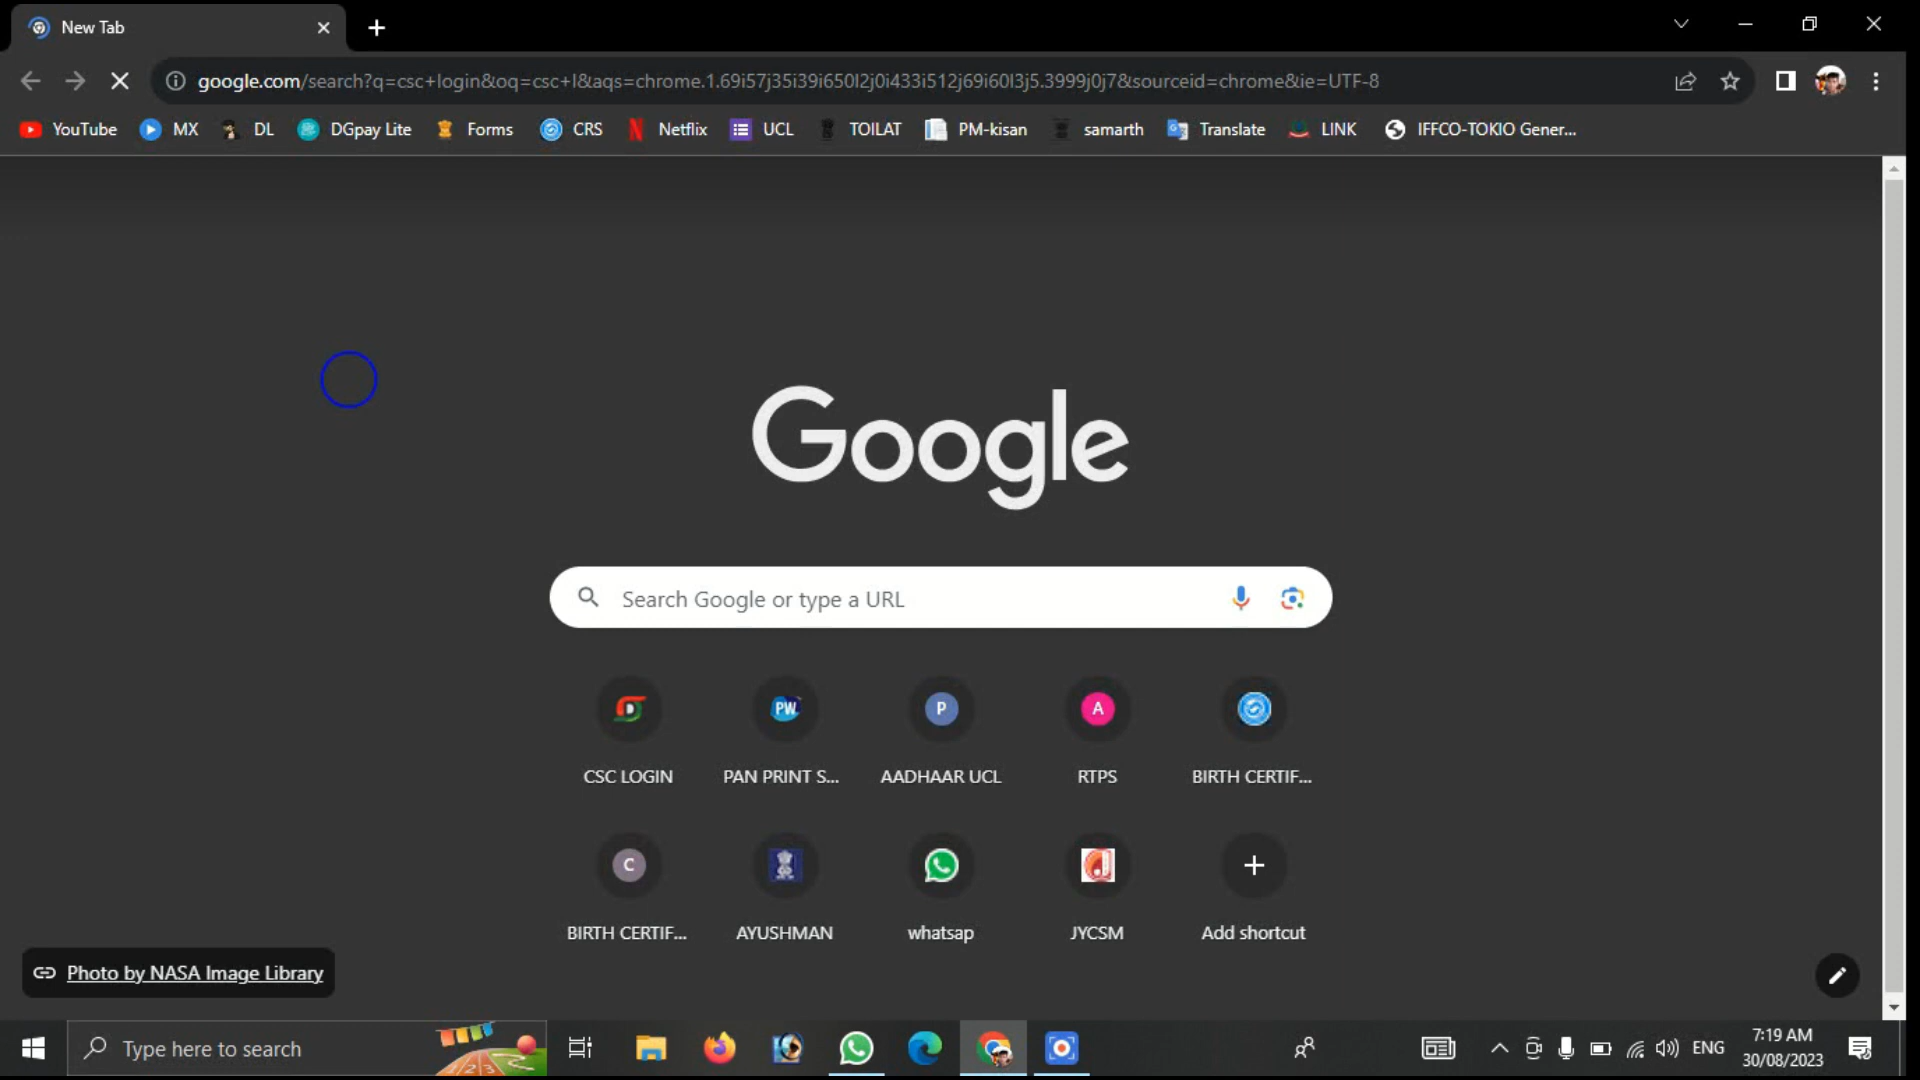 New Tab
google.com/search?q=csc+login&oq=csc+l&aqs=chrome.1.69i57j35i39i650l2j0i433i512j69i60l3j5.3999j0j7&sourceid=chrome&ie=UTF-8
YouTube MX DL DGpay Lite Forms CRS Netflix UCL TOILAT PM-kisan samarth Translate LINK IFFCO-TOKIO Gener...
Google
Search Google or type a URL
D PW P A
CSC LOGIN PAN PRINT S... AADHAAR UCL RTPS BIRTH CERTIF...
C
BIRTH CERTIF... AYUSHMAN whatsap JYCSM Add shortcut
Photo by NASA Image Library
Type here to search
1 2 3
ENG
7:19 AM
30/08/2023